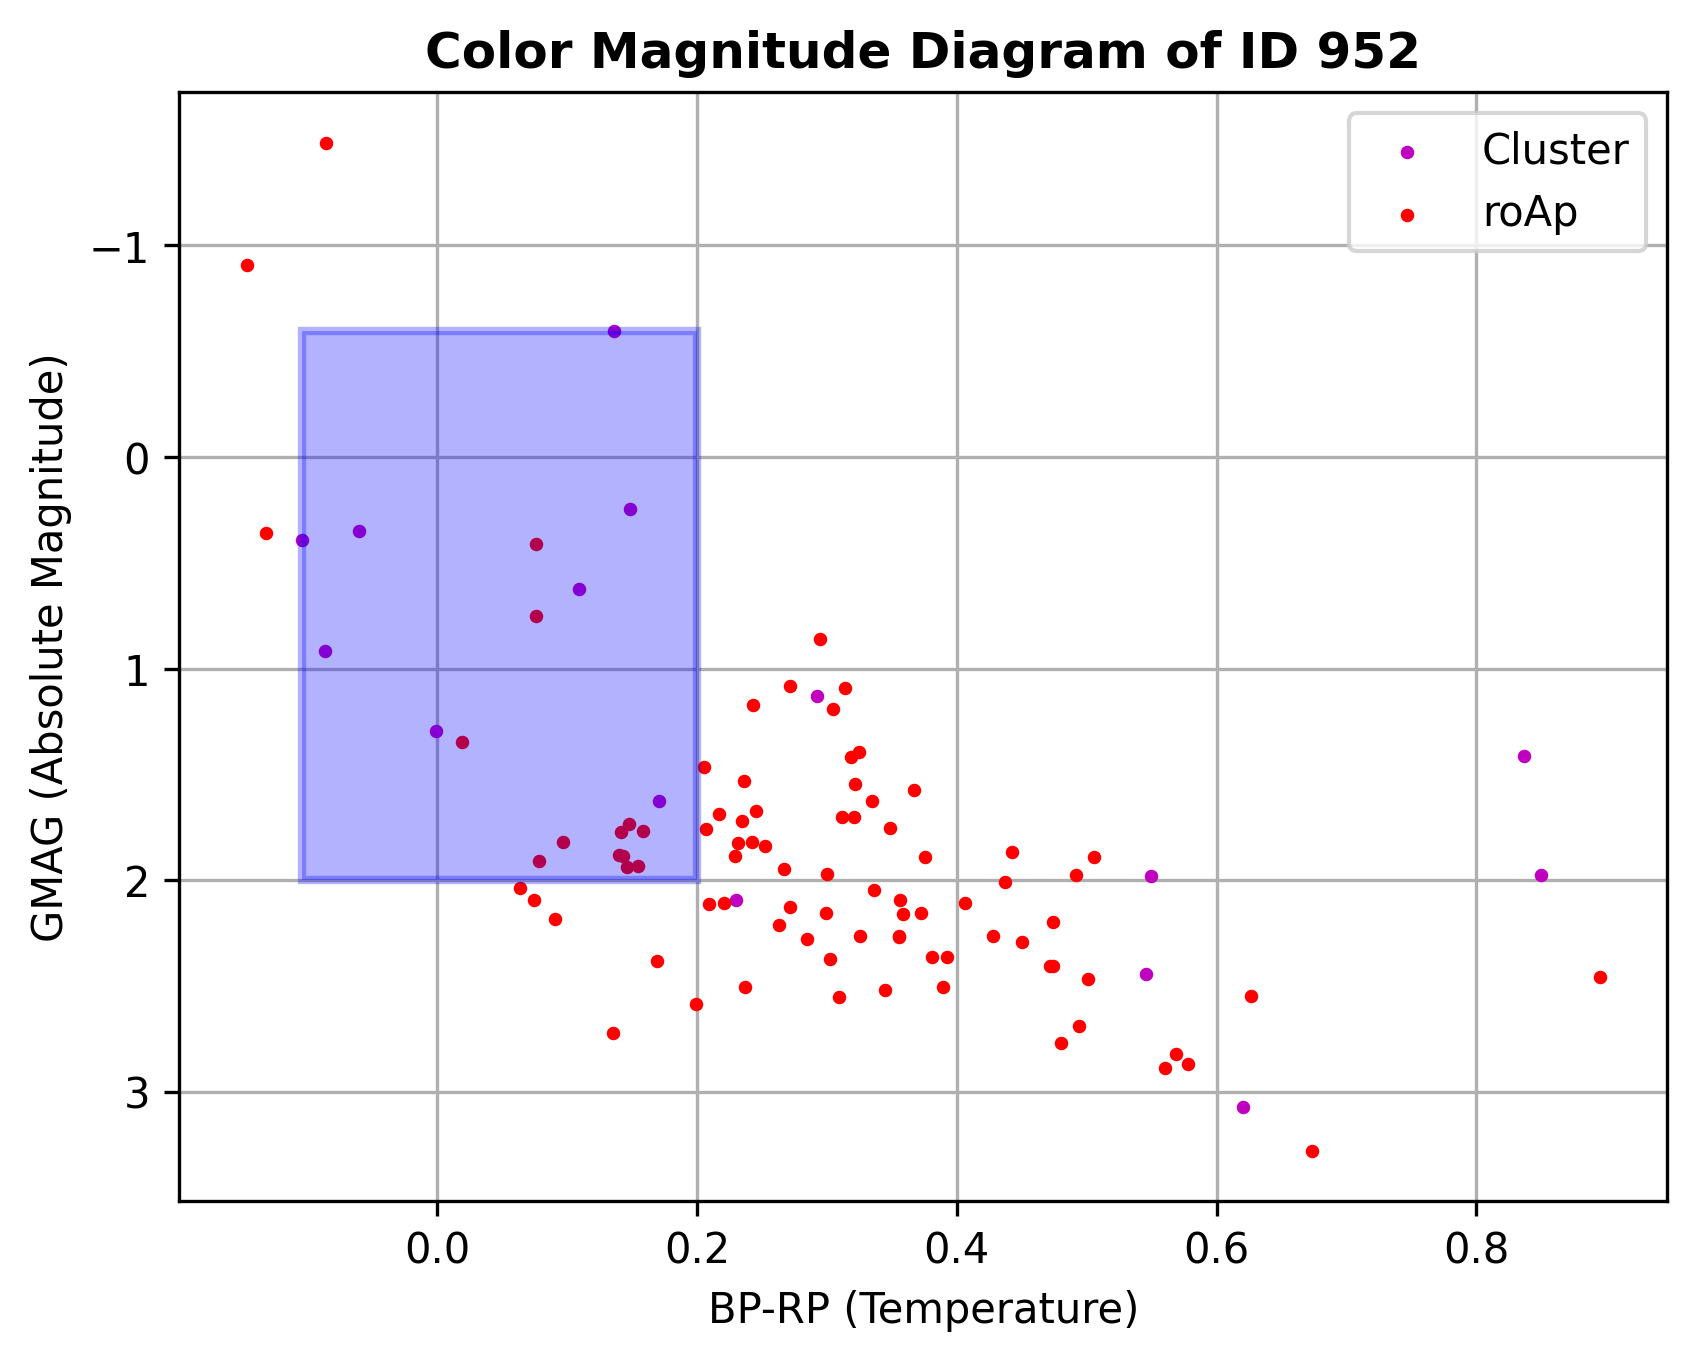 Color Magnitude Diagram of ID 952
Cluster
roAp
GMAG (Absolute Magnitude)
−1
0
1
2
3
0.0 0.2 0.4 0.6 0.8
BP-RP (Temperature)